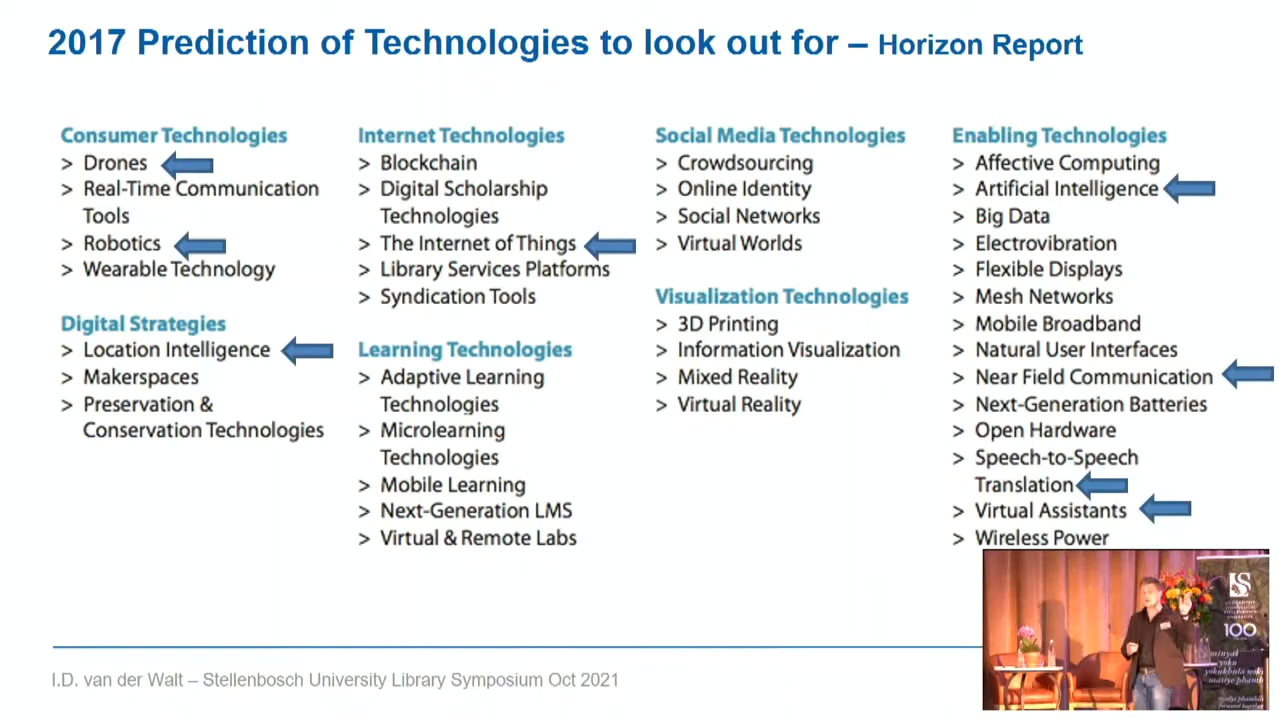 2017 Prediction of Technologies to look out for – Horizon Report
Consumer Technologies
> Drones
> Real-Time Communication
Tools
> Robotics
> Wearable Technology
Digital Strategies
> Location Intelligence
> Makerspaces
> Preservation &
Conservation Technologies
Internet Technologies
> Blockchain
> Digital Scholarship
Technologies
> The Internet of Things
> Library Services Platforms
> Syndication Tools
Learning Technologies
> Adaptive Learning
Technologies
> Microlearning
Technologies
> Mobile Learning
> Next-Generation LMS
> Virtual & Remote Labs
Social Media Technologies
> Crowdsourcing
> Online Identity
> Social Networks
> Virtual Worlds
Visualization Technologies
> 3D Printing
> Information Visualization
> Mixed Reality
> Virtual Reality
Enabling Technologies
> Affective Computing
> Artificial Intelligence
> Big Data
> Electrovibration
> Flexible Displays
> Mesh Networks
> Mobile Broadband
> Natural User Interfaces
> Near Field Communication
> Next-Generation Batteries
> Open Hardware
> Speech-to-Speech
Translation
> Virtual Assistants
> Wireless Power
100
I.D. van der Walt – Stellenbosch University Library Symposium Oct 2021